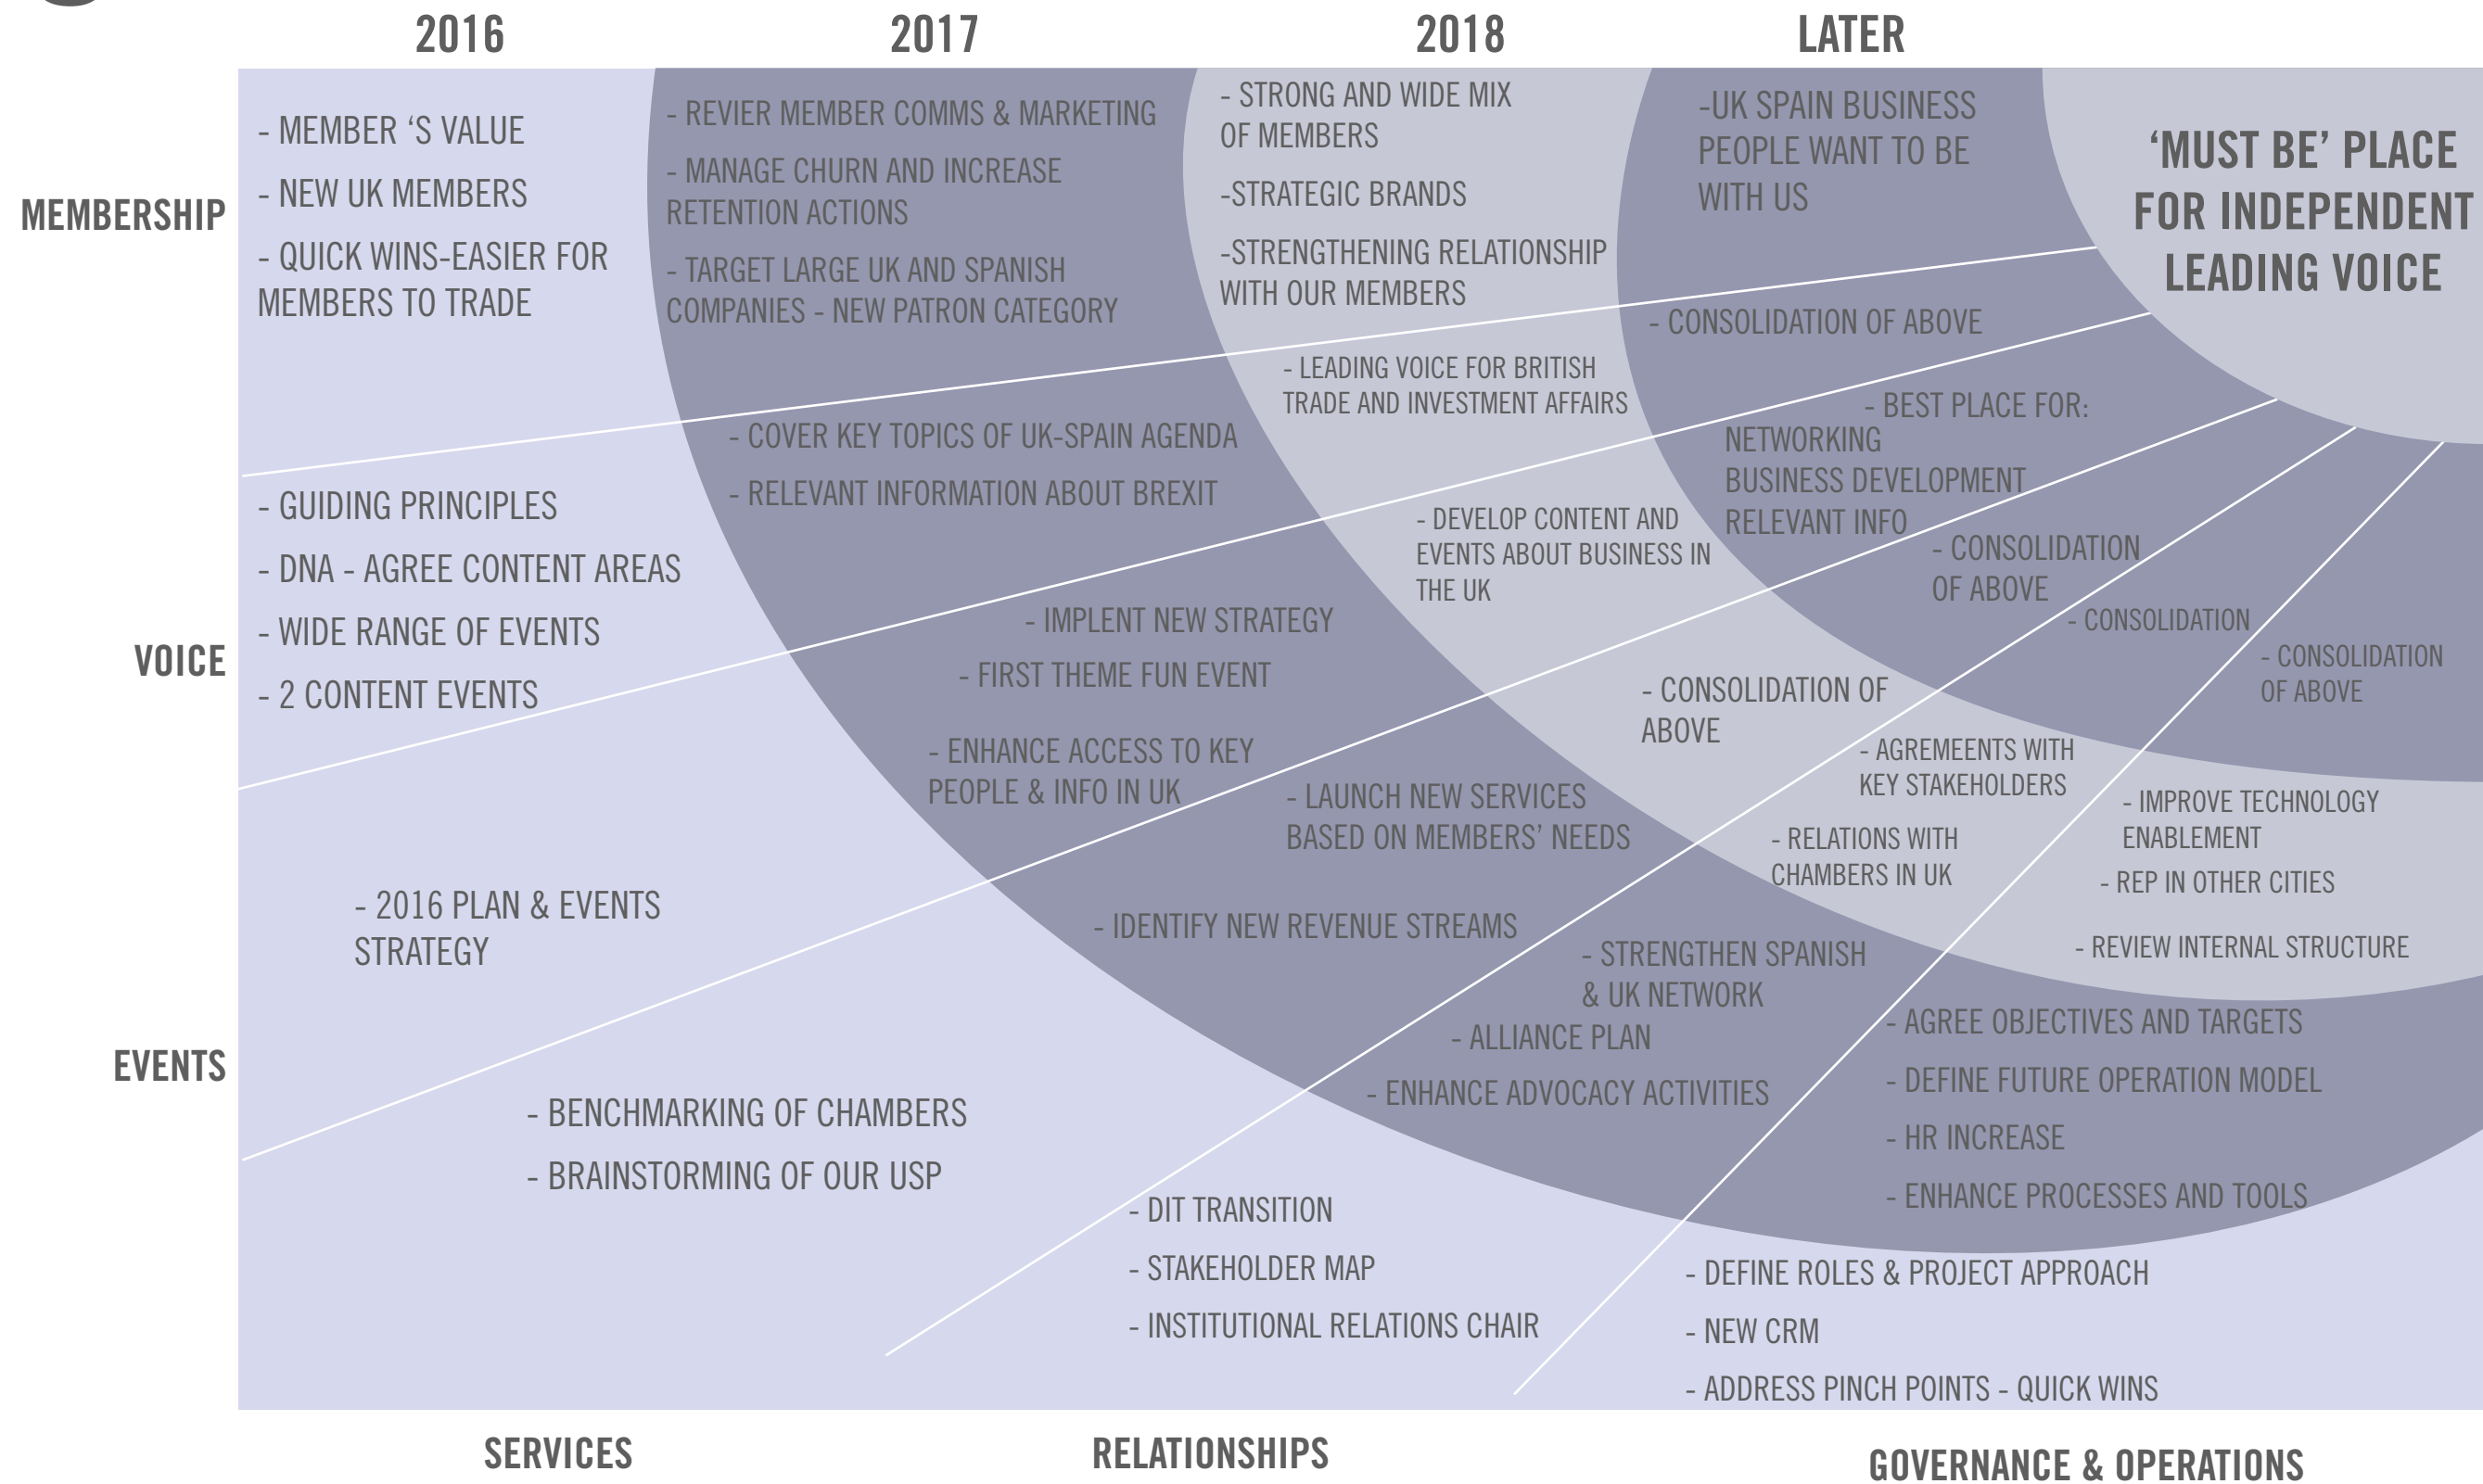 2016
2017
2018
LATER
MEMBERSHIP
- MEMBER ‘S VALUE
- NEW UK MEMBERS
- QUICK WINS-EASIER FOR
MEMBERS TO TRADE
- REVIER MEMBER COMMS & MARKETING
- MANAGE CHURN AND INCREASE
RETENTION ACTIONS
- TARGET LARGE UK AND SPANISH
COMPANIES - NEW PATRON CATEGORY
- STRONG AND WIDE MIX
OF MEMBERS
-STRATEGIC BRANDS
-STRENGTHENING RELATIONSHIP
WITH OUR MEMBERS
-UK SPAIN BUSINESS
PEOPLE WANT TO BE
WITH US
‘MUST BE’ PLACE
FOR INDEPENDENT
LEADING VOICE
VOICE
- GUIDING PRINCIPLES
- DNA - AGREE CONTENT AREAS
- WIDE RANGE OF EVENTS
- 2 CONTENT EVENTS
- COVER KEY TOPICS OF UK-SPAIN AGENDA
- RELEVANT INFORMATION ABOUT BREXIT
- LEADING VOICE FOR BRITISH
TRADE AND INVESTMENT AFFAIRS
- CONSOLIDATION OF ABOVE
EVENTS
- 2016 PLAN & EVENTS
STRATEGY
- IMPLENT NEW STRATEGY
- FIRST THEME FUN EVENT
- ENHANCE ACCESS TO KEY
PEOPLE & INFO IN UK
- DEVELOP CONTENT AND
EVENTS ABOUT BUSINESS IN
THE UK
- BEST PLACE FOR:
NETWORKING
BUSINESS DEVELOPMENT
RELEVANT INFO
- BENCHMARKING OF CHAMBERS
- BRAINSTORMING OF OUR USP
- LAUNCH NEW SERVICES
BASED ON MEMBERS’ NEEDS
- IDENTIFY NEW REVENUE STREAMS
- CONSOLIDATION OF
ABOVE
- CONSOLIDATION
OF ABOVE
- DIT TRANSITION
- STAKEHOLDER MAP
- INSTITUTIONAL RELATIONS CHAIR
- STRENGTHEN SPANISH
& UK NETWORK
- ALLIANCE PLAN
- ENHANCE ADVOCACY ACTIVITIES
- AGREMEENTS WITH
KEY STAKEHOLDERS
- RELATIONS WITH
CHAMBERS IN UK
- CONSOLIDATION
- DEFINE ROLES & PROJECT APPROACH
- NEW CRM
- ADDRESS PINCH POINTS - QUICK WINS
- AGREE OBJECTIVES AND TARGETS
- DEFINE FUTURE OPERATION MODEL
- HR INCREASE
- ENHANCE PROCESSES AND TOOLS
- IMPROVE TECHNOLOGY
ENABLEMENT
- REP IN OTHER CITIES
- REVIEW INTERNAL STRUCTURE
- CONSOLIDATION
OF ABOVE
SERVICES
RELATIONSHIPS
GOVERNANCE & OPERATIONS